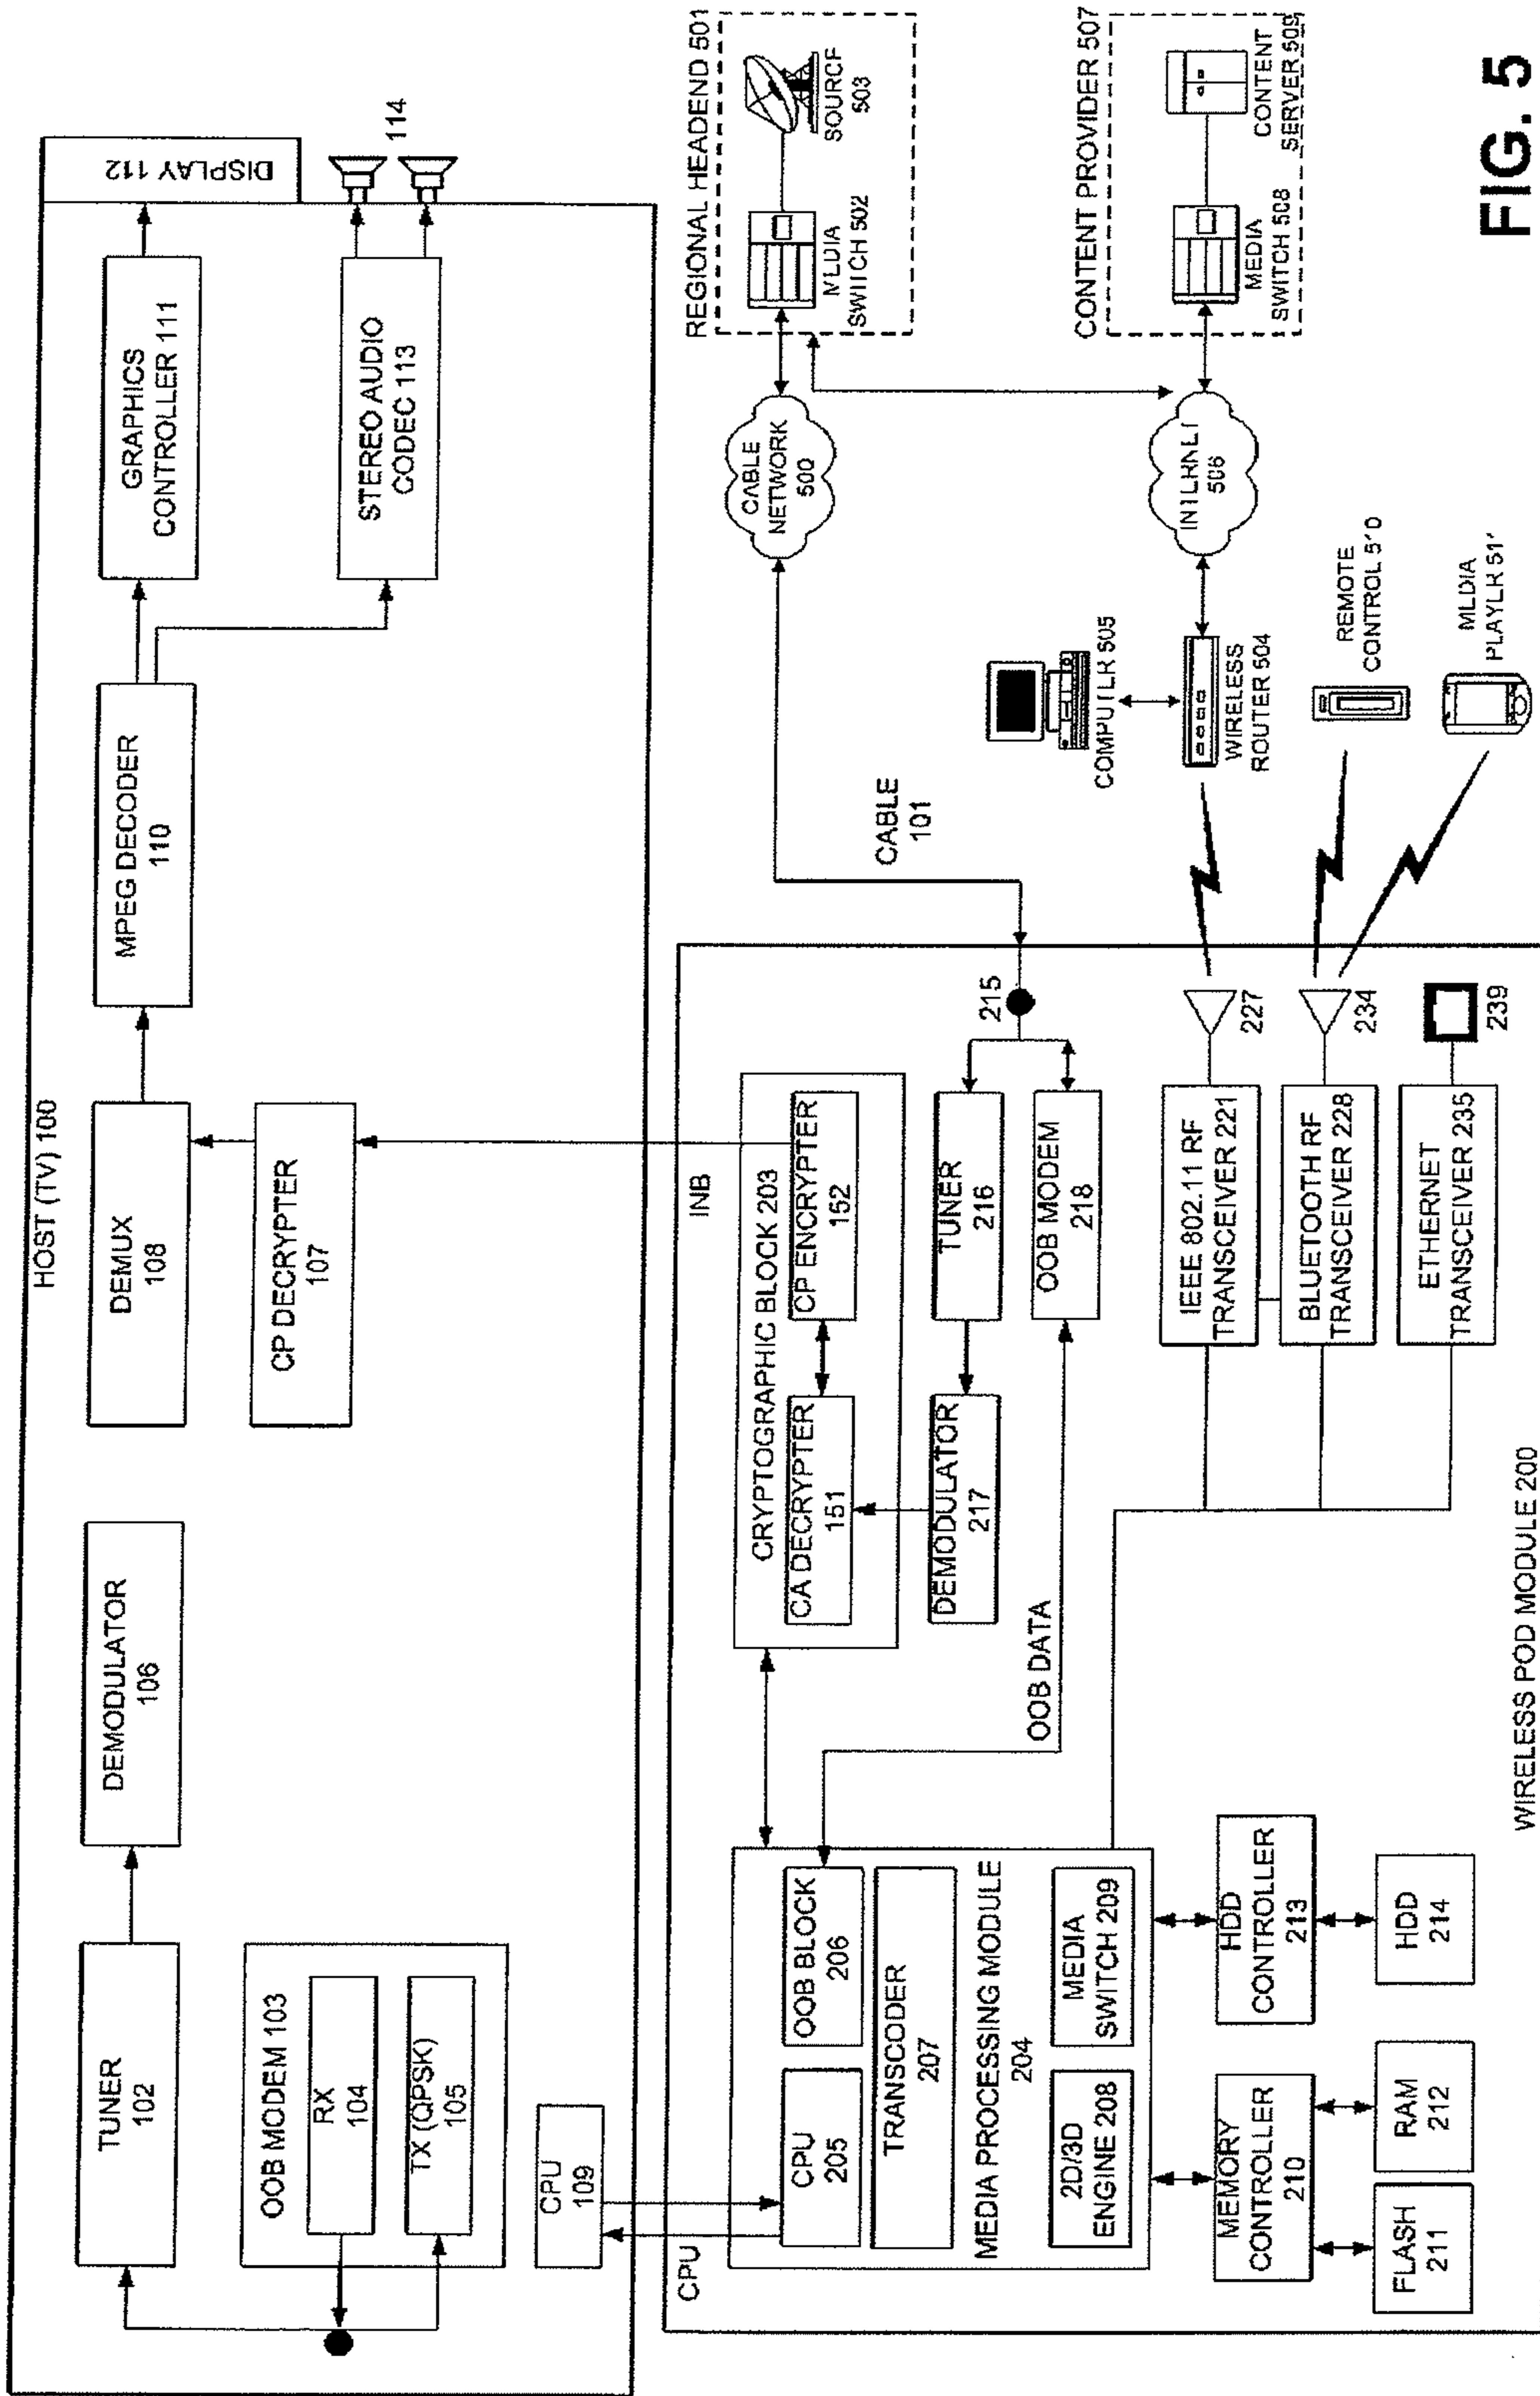 HOST (TV) 100
TUNER
102
DEMODULATOR
106
DEMUX
108
MPEG DECODER
110
GRAPHICS
CONTROLLER 111
DISPLAY 112
OOB MODEM 103
RX
104
TX (QPSK)
105
CP DECRYPTER
107
STEREO AUDIO
CODEC 113
114
CPU
109
CPU
INB
CRYPTOGRAPHIC BLOCK 203
CA DECRYPTER
151
CP ENCRYPTER
152
DEMODULATOR
217
TUNER
216
OOB MODEM
218
215
OOB DATA
CPU
205
OOB BLOCK
206
TRANSCODER
207
MEDIA PROCESSING MODULE
204
2D/3D
ENGINE 208
MEDIA
SWITCH 209
MEMORY
CONTROLLER
210
HDD
CONTROLLER
213
FLASH
211
RAM
212
HDD
214
IEEE 802.11 RF
TRANSCEIVER 221
227
BLUETOOTH RF
TRANSCEIVER 228
234
ETHERNET
TRANSCEIVER 235
239
WIRELESS POD MODULE 200
CABLE
101
CABLE
NETWORK
500
REGIONAL HEADEND 501
MEDIA
SWITCH 502
SOURCE
503
COMPUTER 505
WIRELESS
ROUTER 504
INTERNET
506
CONTENT PROVIDER 507
MEDIA
SWITCH 508
CONTENT
SERVER 509
REMOTE
CONTROL 510
MEDIA
PLAYER 511
FIG. 5